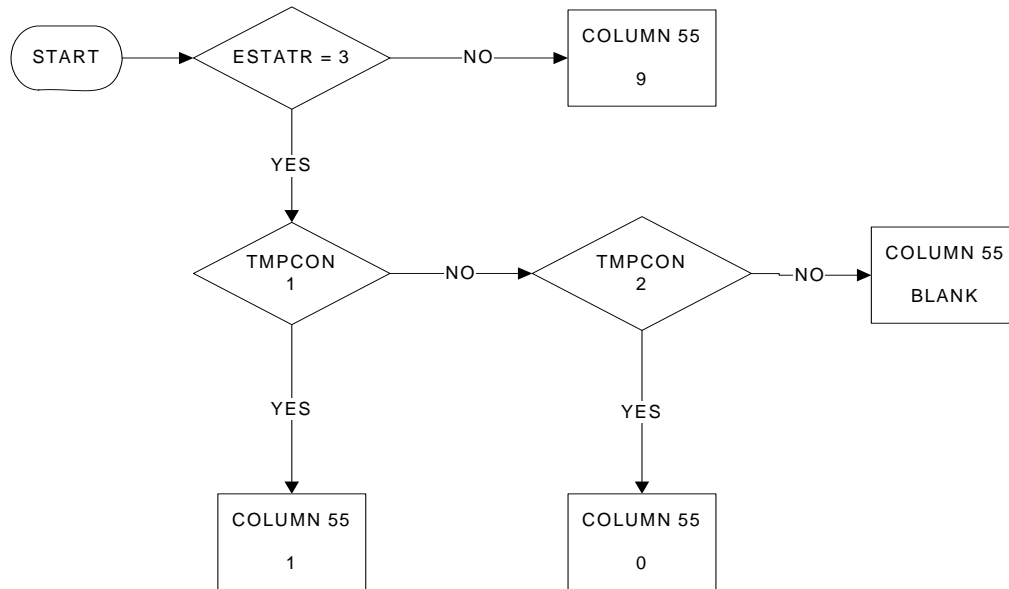 START
ESTATR = 3
NO
COLUMN 55
9
YES
TMPCON
1
NO
TMPCON
2
NO
COLUMN 55
BLANK
YES
YES
COLUMN 55
1
COLUMN 55
0